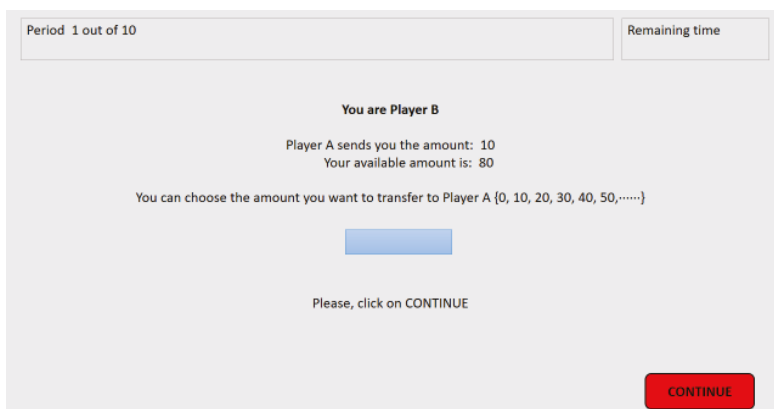 Period 1 out of 10
Remaining time
You are Player B
Player A sends you the amount: 10
Your available amount is: 80
You can choose the amount you want to transfer to Player A {0, 10, 20, 30, 40, 50,······}
Please, click on CONTINUE
CONTINUE